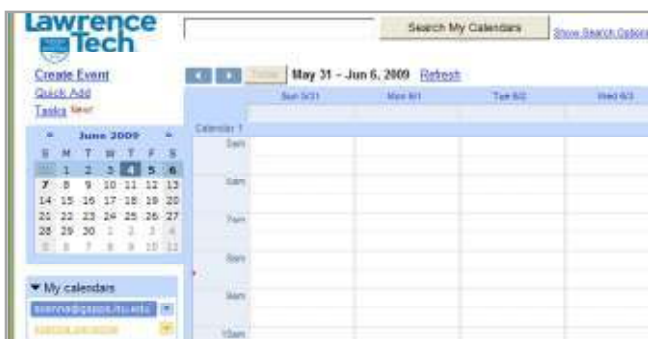 Lawrence
Tech
Search My Calendars
Show Search Options
Create Event
Quick Add
Tasks New!
Today May 31 – Jun 6, 2009 Refresh
Sun 5/31 Mon 6/1 Tue 6/2 Wed 6/3
« June 2009 »
S M T W T F S
31 1 2 3 4 5 6
7 8 9 10 11 12 13
14 15 16 17 18 19 20
21 22 23 24 25 26 27
28 29 30 1 2 3 4
5 6 7 8 9 10 11
Calendar 1
5am
6am
7am
8am
9am
10am
My calendars